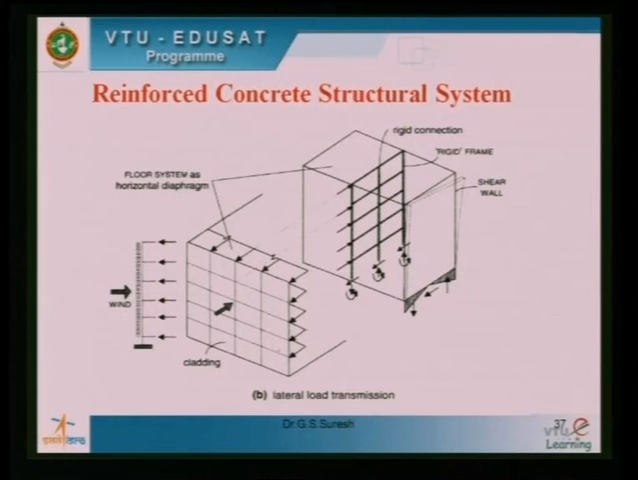 VTU - EDUSAT
Programme
Reinforced Concrete Structural System
rigid connection
'RIGID' FRAME
FLOOR SYSTEM as
horizontal diaphragm
SHEAR
WALL
WIND
cladding
(b) lateral load transmission
Dr.G.S.Suresh
37
VTU e
Learning